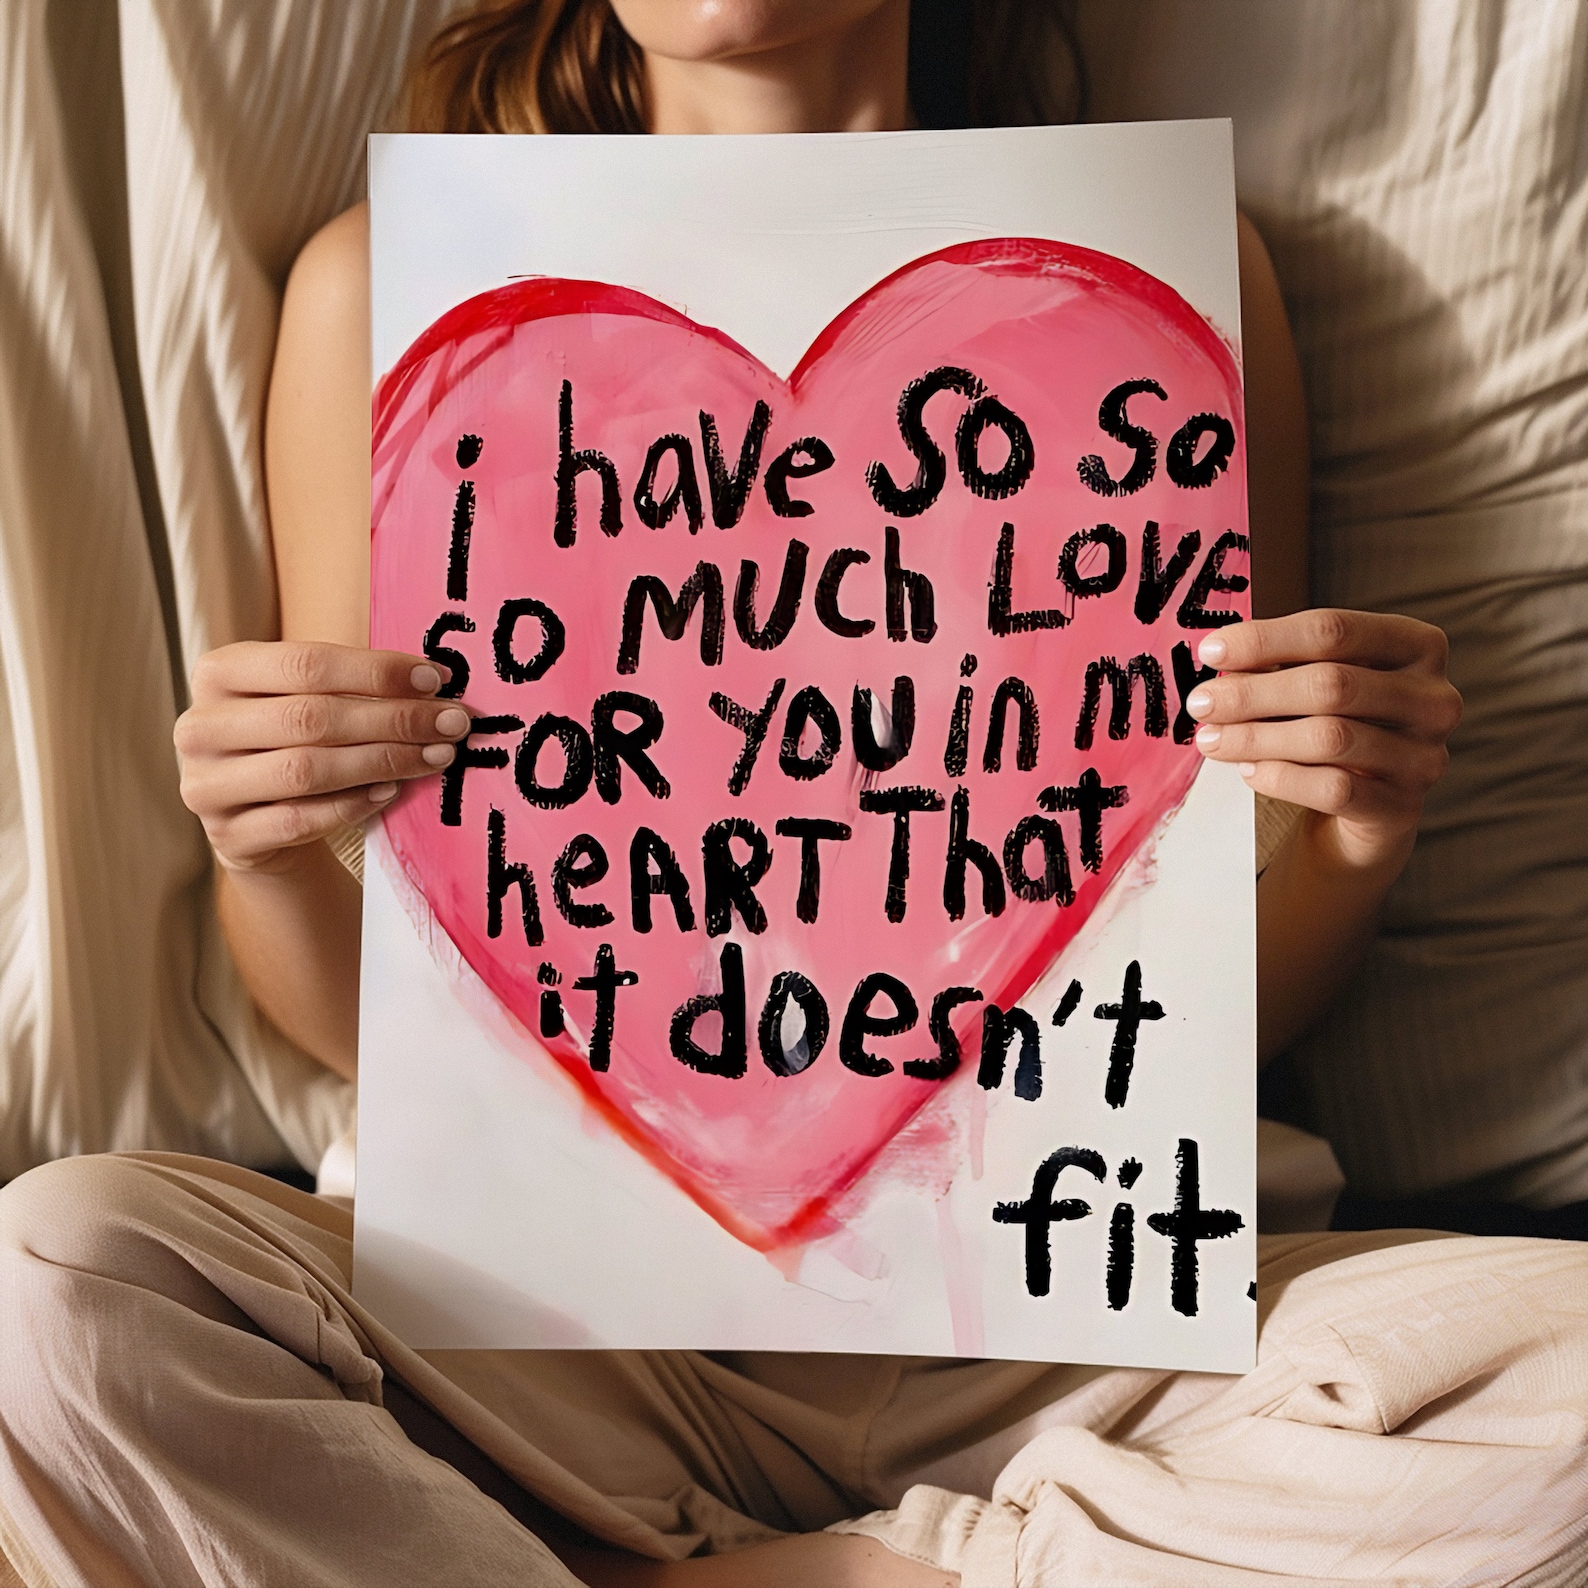 i haVe SO So
so MUCh LOVE
FOR YOU in my
heART That
it doesn't
fit.